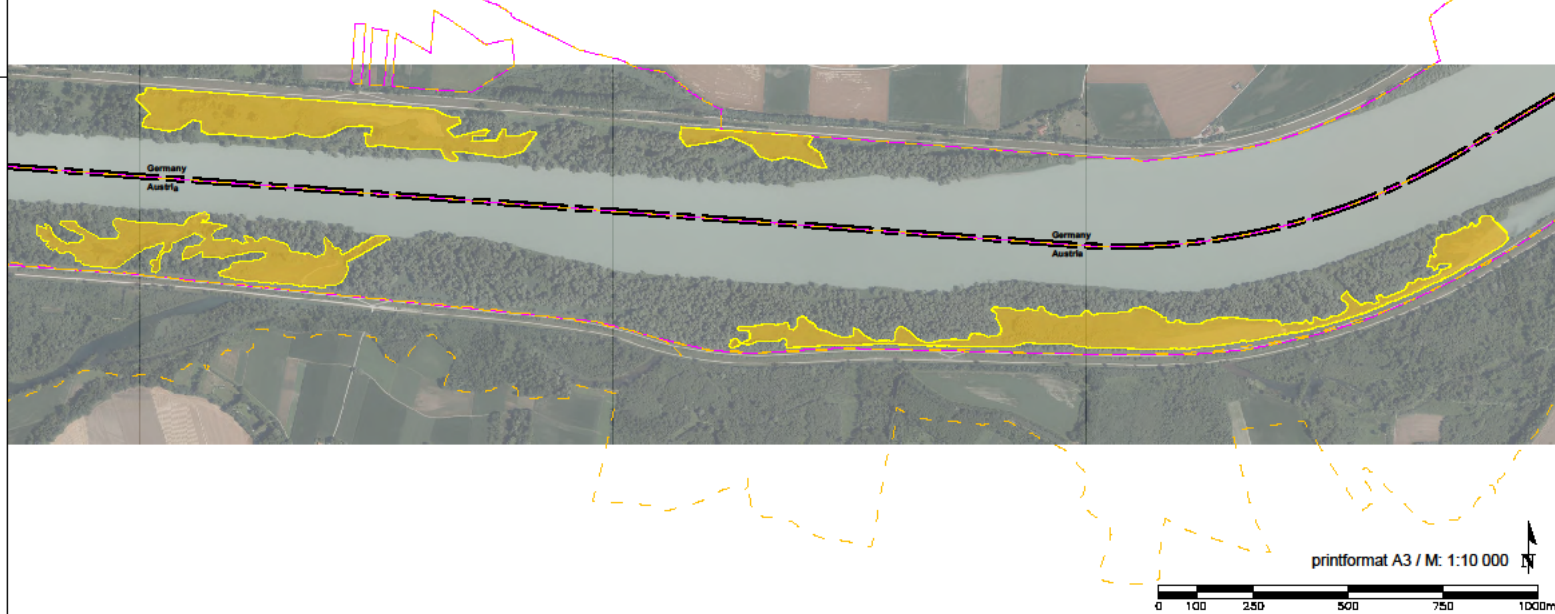 Germany
Austria
Germany
Austria
printformat A3 / M: 1:10 000
N
0 100 250 500 750 1000m